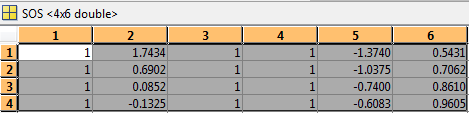 SOS <4x6 double>
1 2 3 4 5 6
1 1 1.7434 1 1 -1.3740 0.5431
2 1 0.6902 1 1 -1.0375 0.7062
3 1 0.0852 1 1 -0.7400 0.8610
4 1 -0.1325 1 1 -0.6083 0.9605